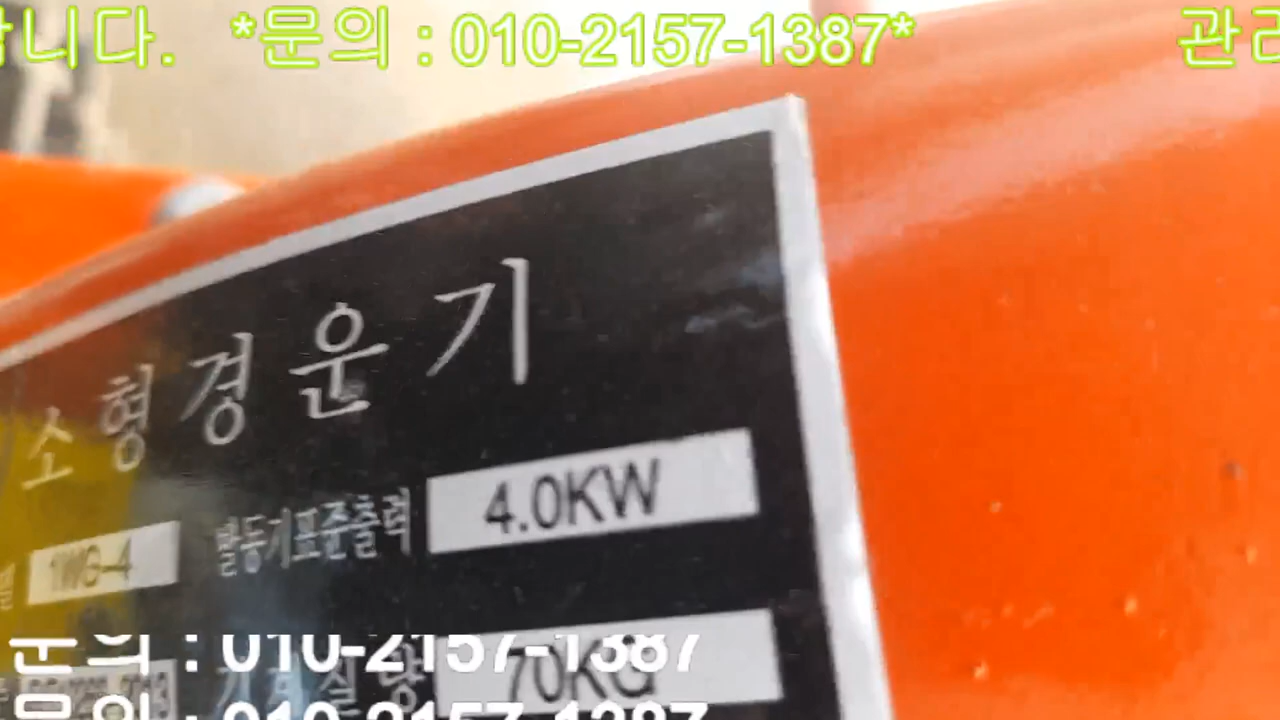 니다. *문의 : 010-2157-1387* 관리
소형경운기
1WG-4 발동기표준출력 4.0KW
문의 : 010-2157-1387
70KG
문의 : 010-2157-1387